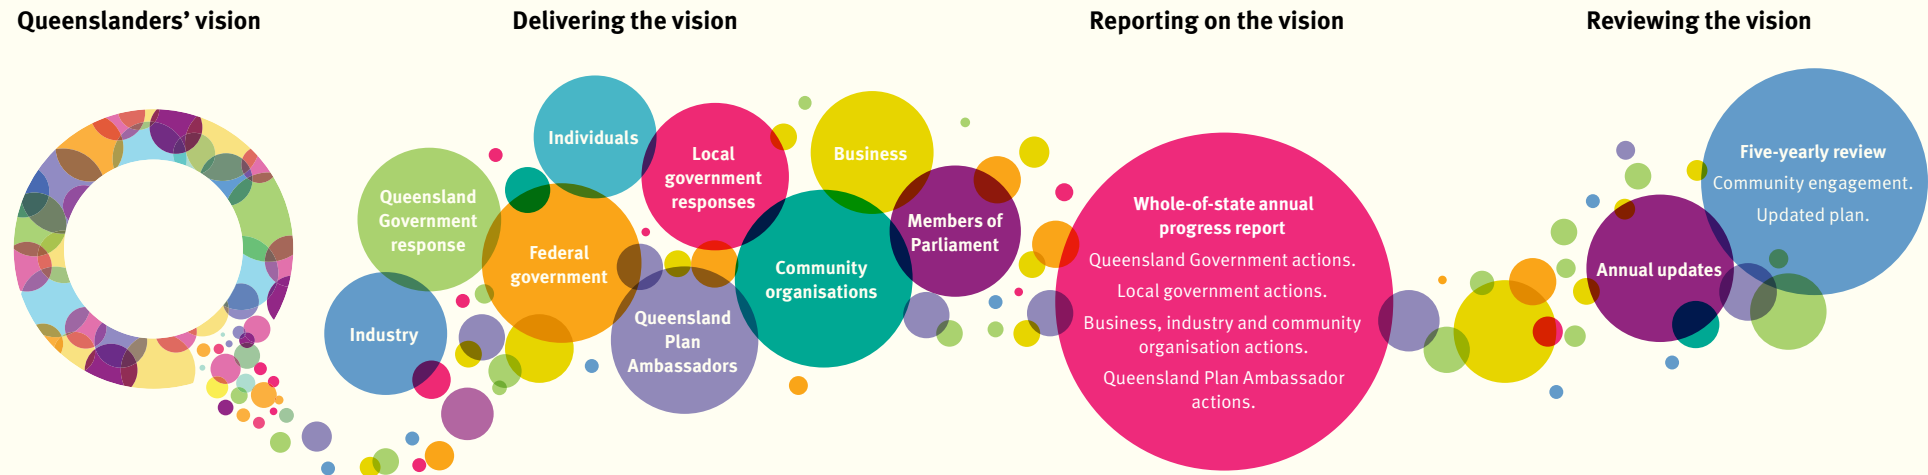 Queenslanders’ vision
Delivering the vision
Reporting on the vision
Reviewing the vision
Individuals
Local
government
responses
Business
Queensland
Government
response
Federal
government
Members of
Parliament
Community
organisations
Industry
Queensland
Plan
Ambassadors
Whole-of-state annual
progress report
Queensland Government actions.
Local government actions.
Business, industry and community
organisation actions.
Queensland Plan Ambassador
actions.
Annual updates
Five-yearly review
Community engagement.
Updated plan.